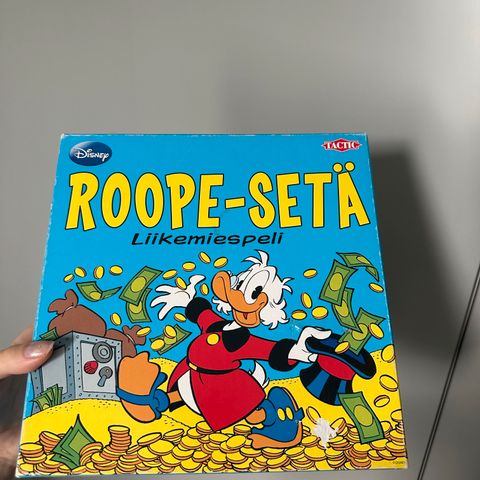 Disney
TACTIC
ROOPE-SETÄ
Liikemiespeli